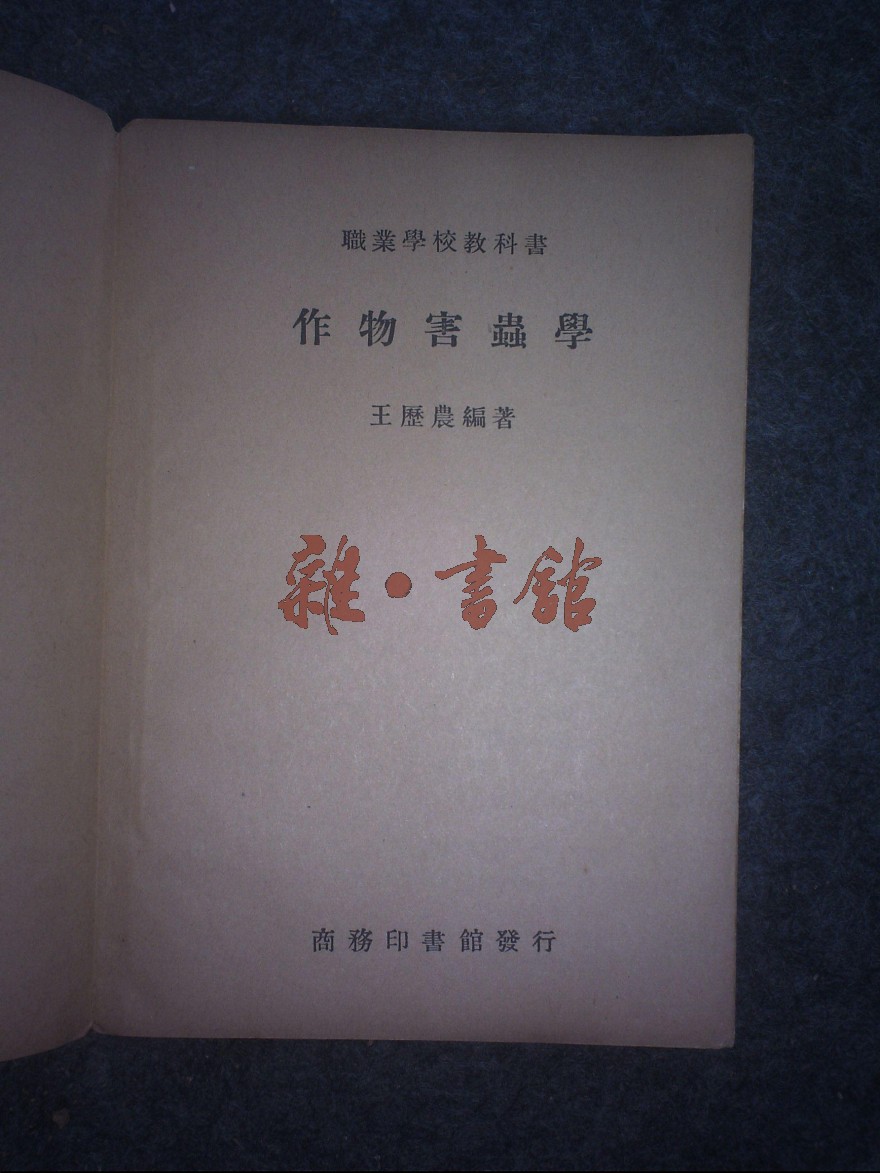 職業學校教科書
作物害蟲學
王歷農編著
雜·書館
商務印書館發行